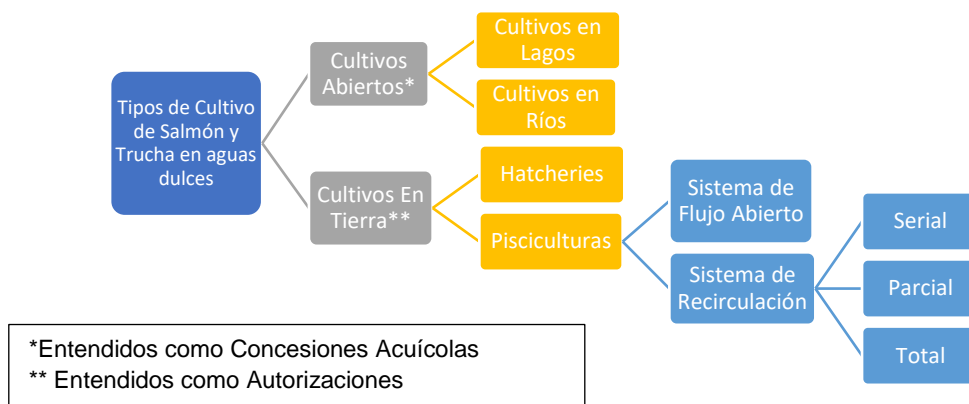 Tipos de Cultivo
de Salmón y
Trucha en aguas
dulces
Cultivos
Abiertos*
Cultivos en
Lagos
Cultivos en
Ríos
Cultivos En
Tierra**
Hatcheries
Pisciculturas
Sistema de
Flujo Abierto
Sistema de
Recirculación
Serial
Parcial
Total
*Entendidos como Concesiones Acuícolas
** Entendidos como Autorizaciones